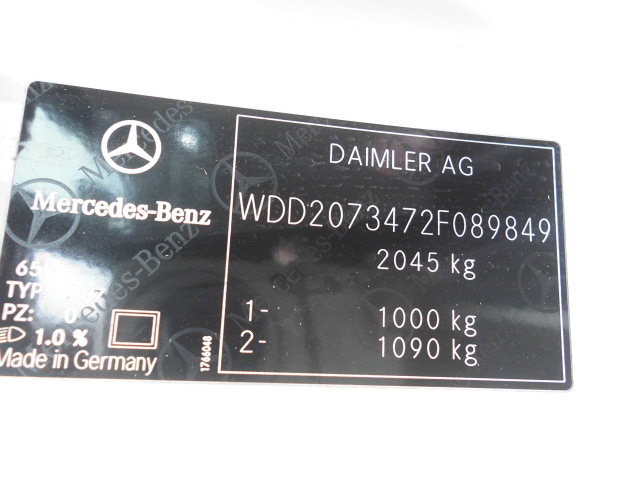 Mercedes-Benz
DAIMLER AG
WDD2073472F089849
2045 kg
1- 1000 kg
2- 1090 kg
TYP
PZ: 0
1.0 %
Made in Germany
1766048